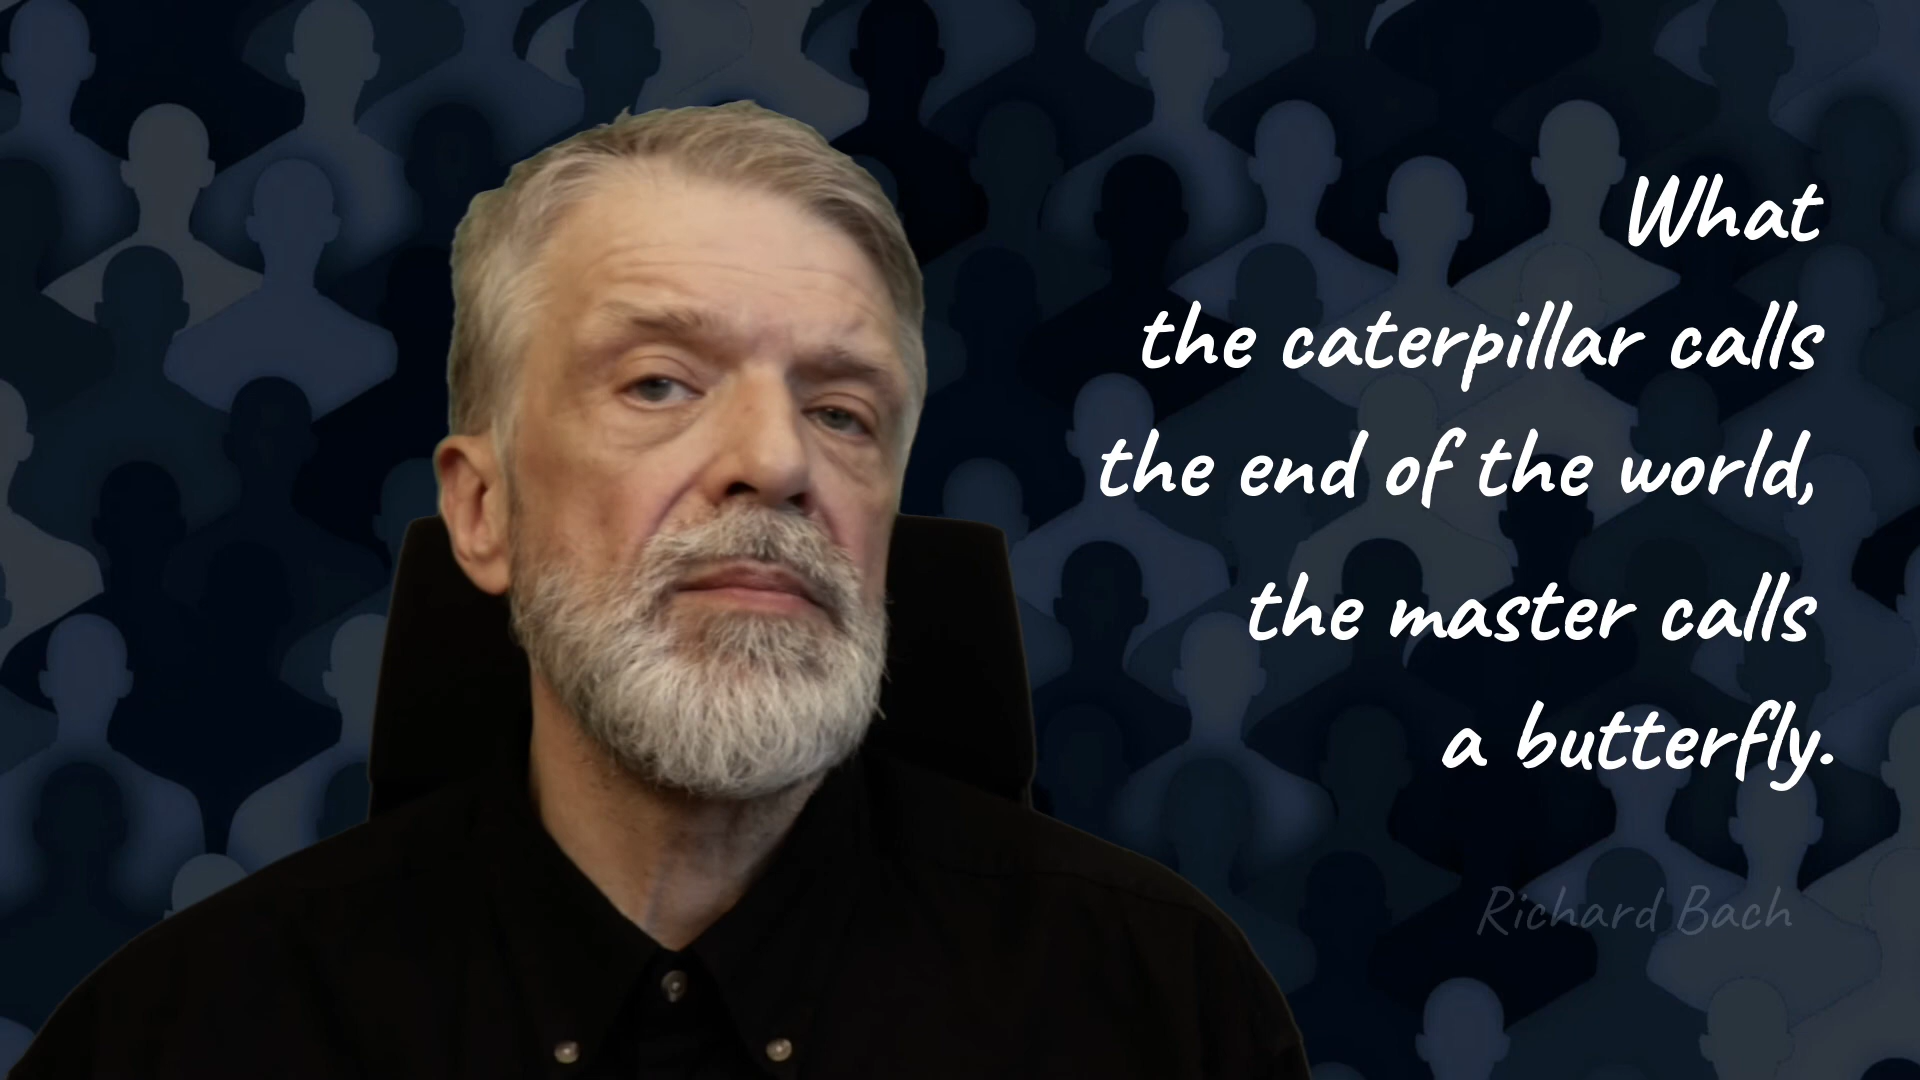 What
the caterpillar calls
the end of the world,
the master calls
a butterfly.
Richard Bach